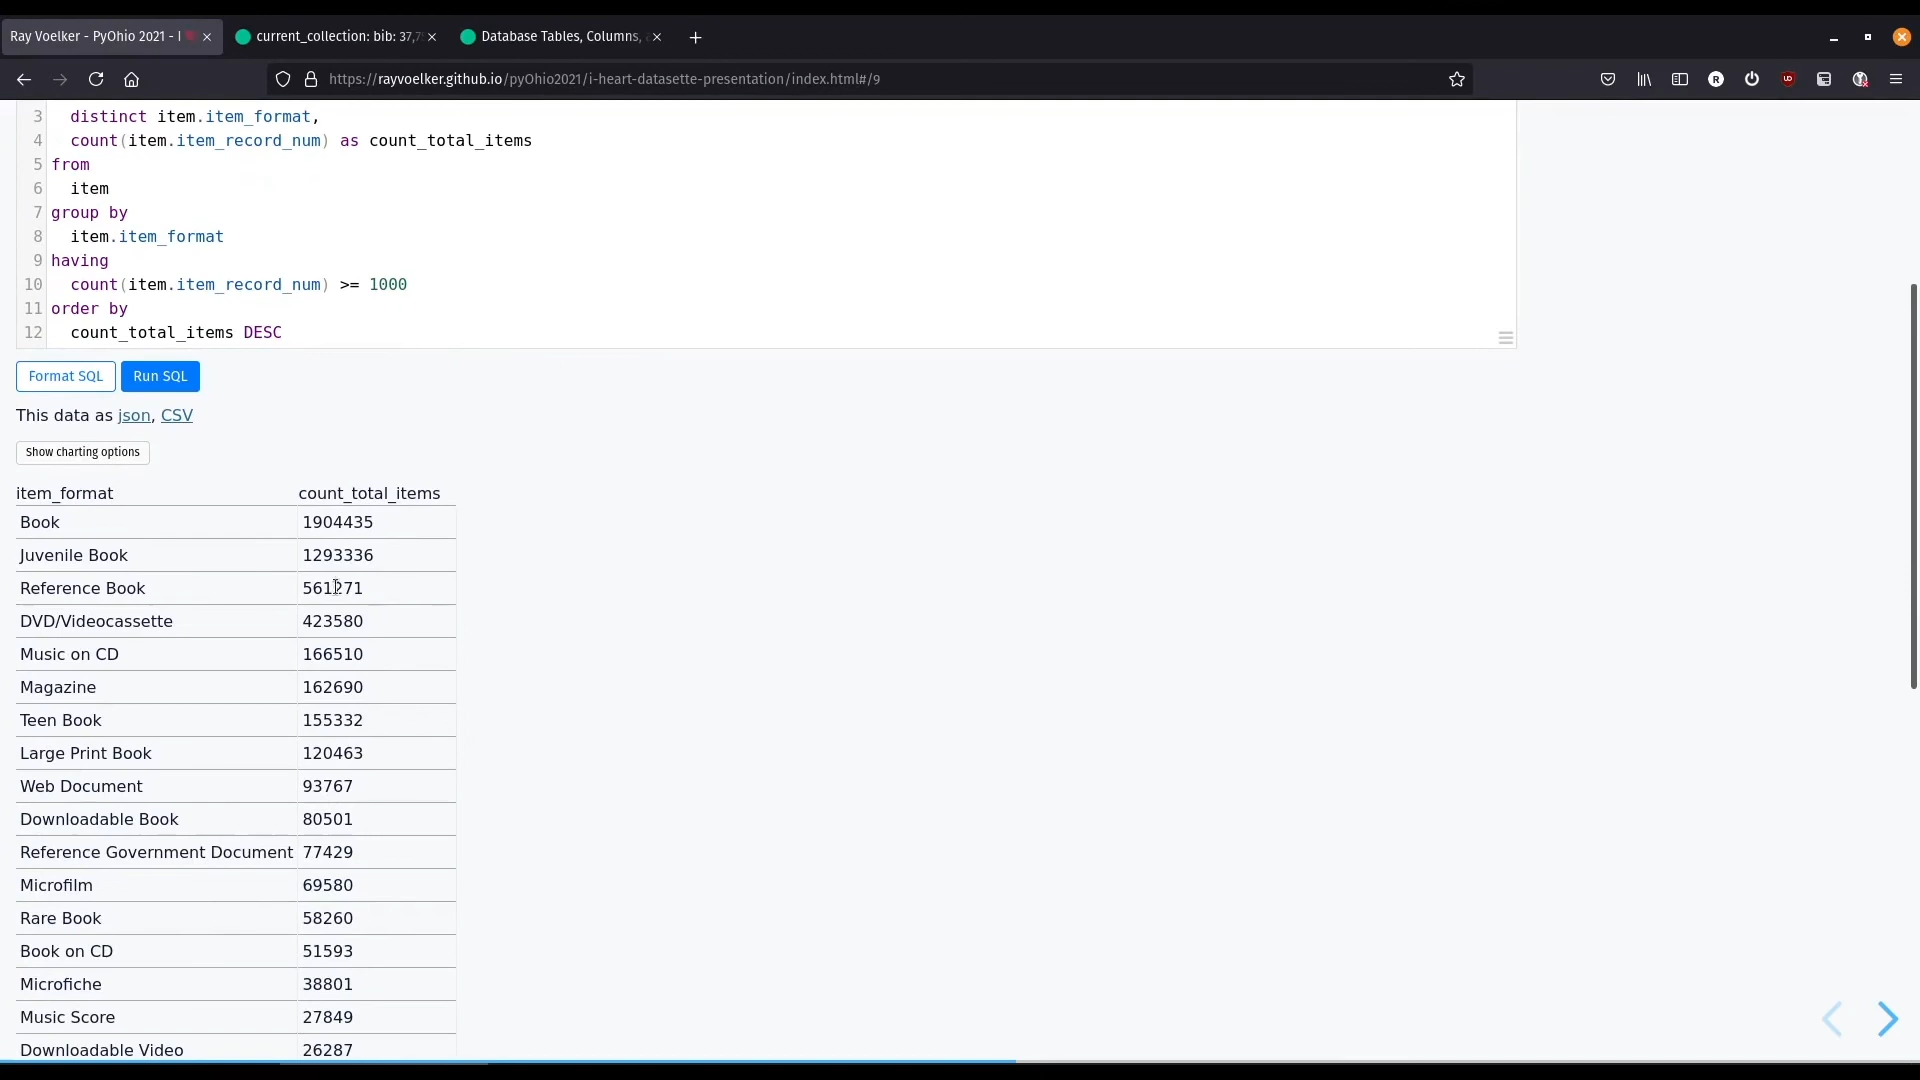 Ray Voelker - PyOhio 2021 - I
current_collection: bib: 37,7
Database Tables, Columns,
https://rayvoelker.github.io/pyOhio2021/i-heart-datasette-presentation/index.html#/9
3 distinct item.item_format,
4 count(item.item_record_num) as count_total_items
5 from
6 item
7 group by
8 item.item_format
9 having
10 count(item.item_record_num) >= 1000
11 order by
12 count_total_items DESC
Format SQL Run SQL
This data as json, CSV
Show charting options
item_format count_total_items
Book 1904435
Juvenile Book 1293336
Reference Book 561271
DVD/Videocassette 423580
Music on CD 166510
Magazine 162690
Teen Book 155332
Large Print Book 120463
Web Document 93767
Downloadable Book 80501
Reference Government Document 77429
Microfilm 69580
Rare Book 58260
Book on CD 51593
Microfiche 38801
Music Score 27849
Downloadable Video 26287